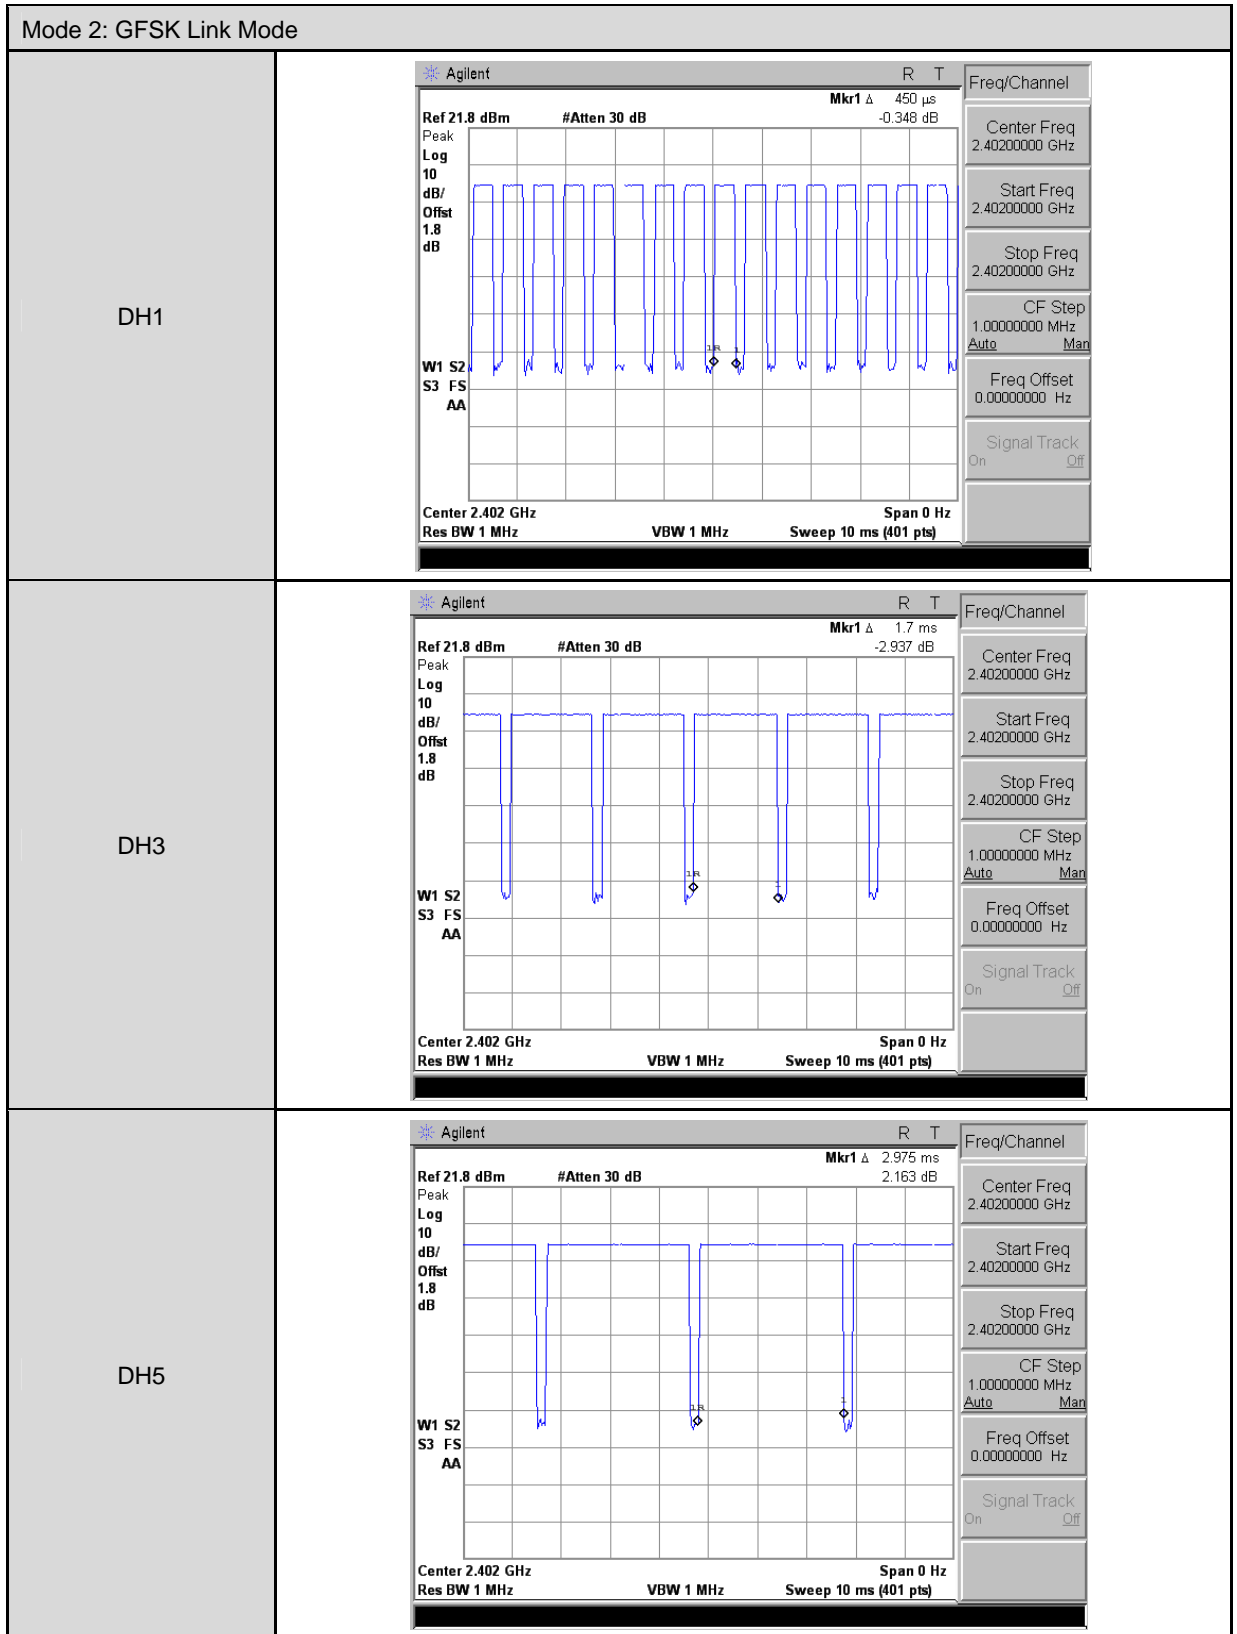 Mode 2: GFSK Link Mode
DH1
Agilent R T
Mkr1 Δ 450 µs
Ref 21.8 dBm #Atten 30 dB -0.348 dB
Peak
Log
10
dB/
Offst
1.8
dB
1R 1
W1 S2
S3 FS
AA
Center 2.402 GHz Span 0 Hz
Res BW 1 MHz VBW 1 MHz Sweep 10 ms (401 pts)
Freq/Channel
Center Freq
2.40200000 GHz
Start Freq
2.40200000 GHz
Stop Freq
2.40200000 GHz
CF Step
1.00000000 MHz
Auto Man
Freq Offset
0.00000000 Hz
Signal Track
On Off
DH3
Agilent R T
Mkr1 Δ 1.7 ms
Ref 21.8 dBm #Atten 30 dB -2.937 dB
Peak
Log
10
dB/
Offst
1.8
dB
1R 1
W1 S2
S3 FS
AA
Center 2.402 GHz Span 0 Hz
Res BW 1 MHz VBW 1 MHz Sweep 10 ms (401 pts)
Freq/Channel
Center Freq
2.40200000 GHz
Start Freq
2.40200000 GHz
Stop Freq
2.40200000 GHz
CF Step
1.00000000 MHz
Auto Man
Freq Offset
0.00000000 Hz
Signal Track
On Off
DH5
Agilent R T
Mkr1 Δ 2.975 ms
Ref 21.8 dBm #Atten 30 dB 2.163 dB
Peak
Log
10
dB/
Offst
1.8
dB
1R 1
W1 S2
S3 FS
AA
Center 2.402 GHz Span 0 Hz
Res BW 1 MHz VBW 1 MHz Sweep 10 ms (401 pts)
Freq/Channel
Center Freq
2.40200000 GHz
Start Freq
2.40200000 GHz
Stop Freq
2.40200000 GHz
CF Step
1.00000000 MHz
Auto Man
Freq Offset
0.00000000 Hz
Signal Track
On Off